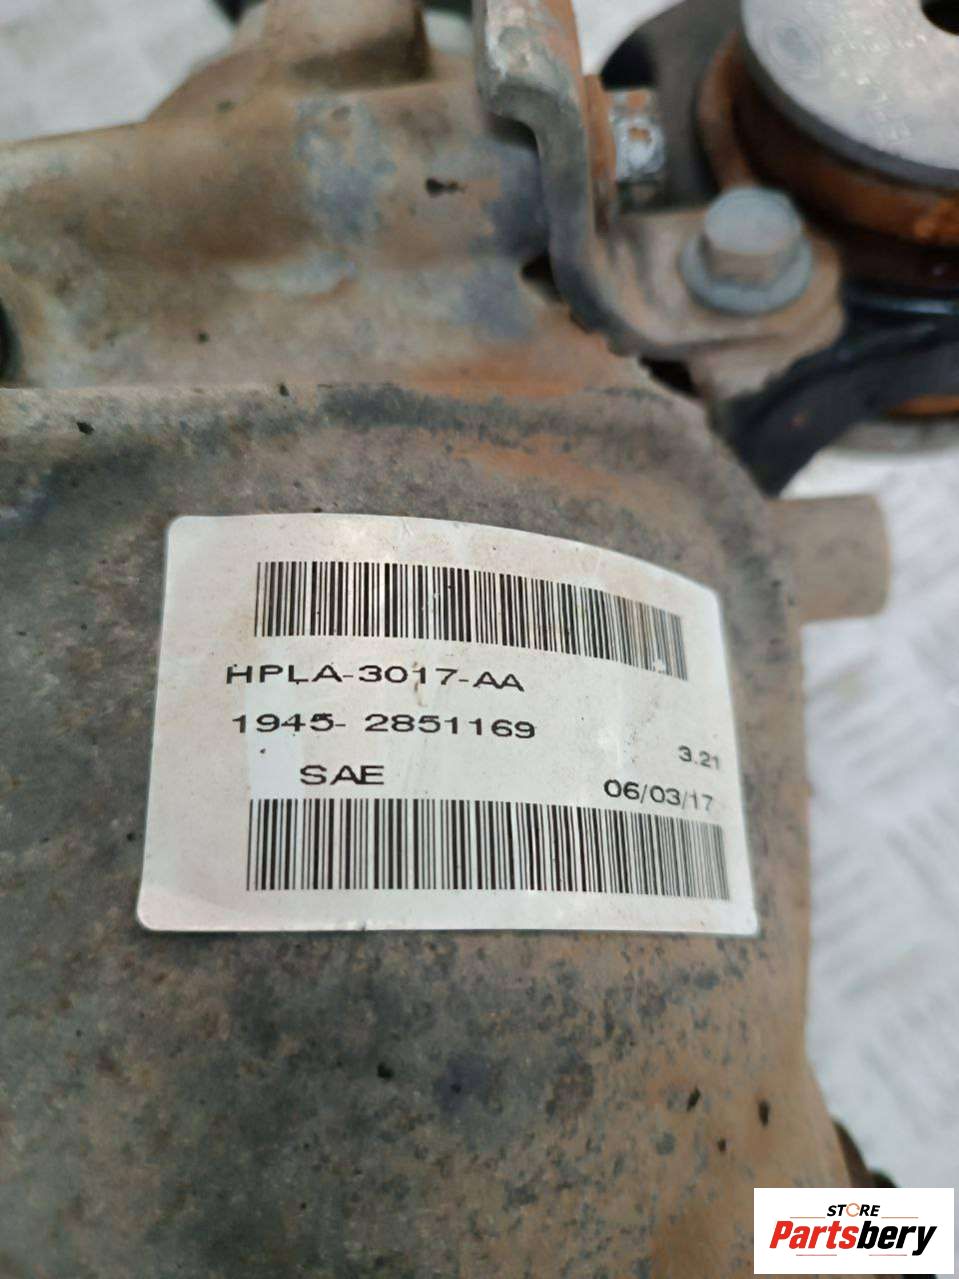 HPLA-3017-AA
1945- 2851169
3.21
SAE
06/03/17
STORE
Partsbery